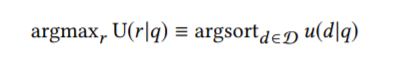 argmax_r U(r|q) ≡ argsort_{d∈𝒟} u(d|q)